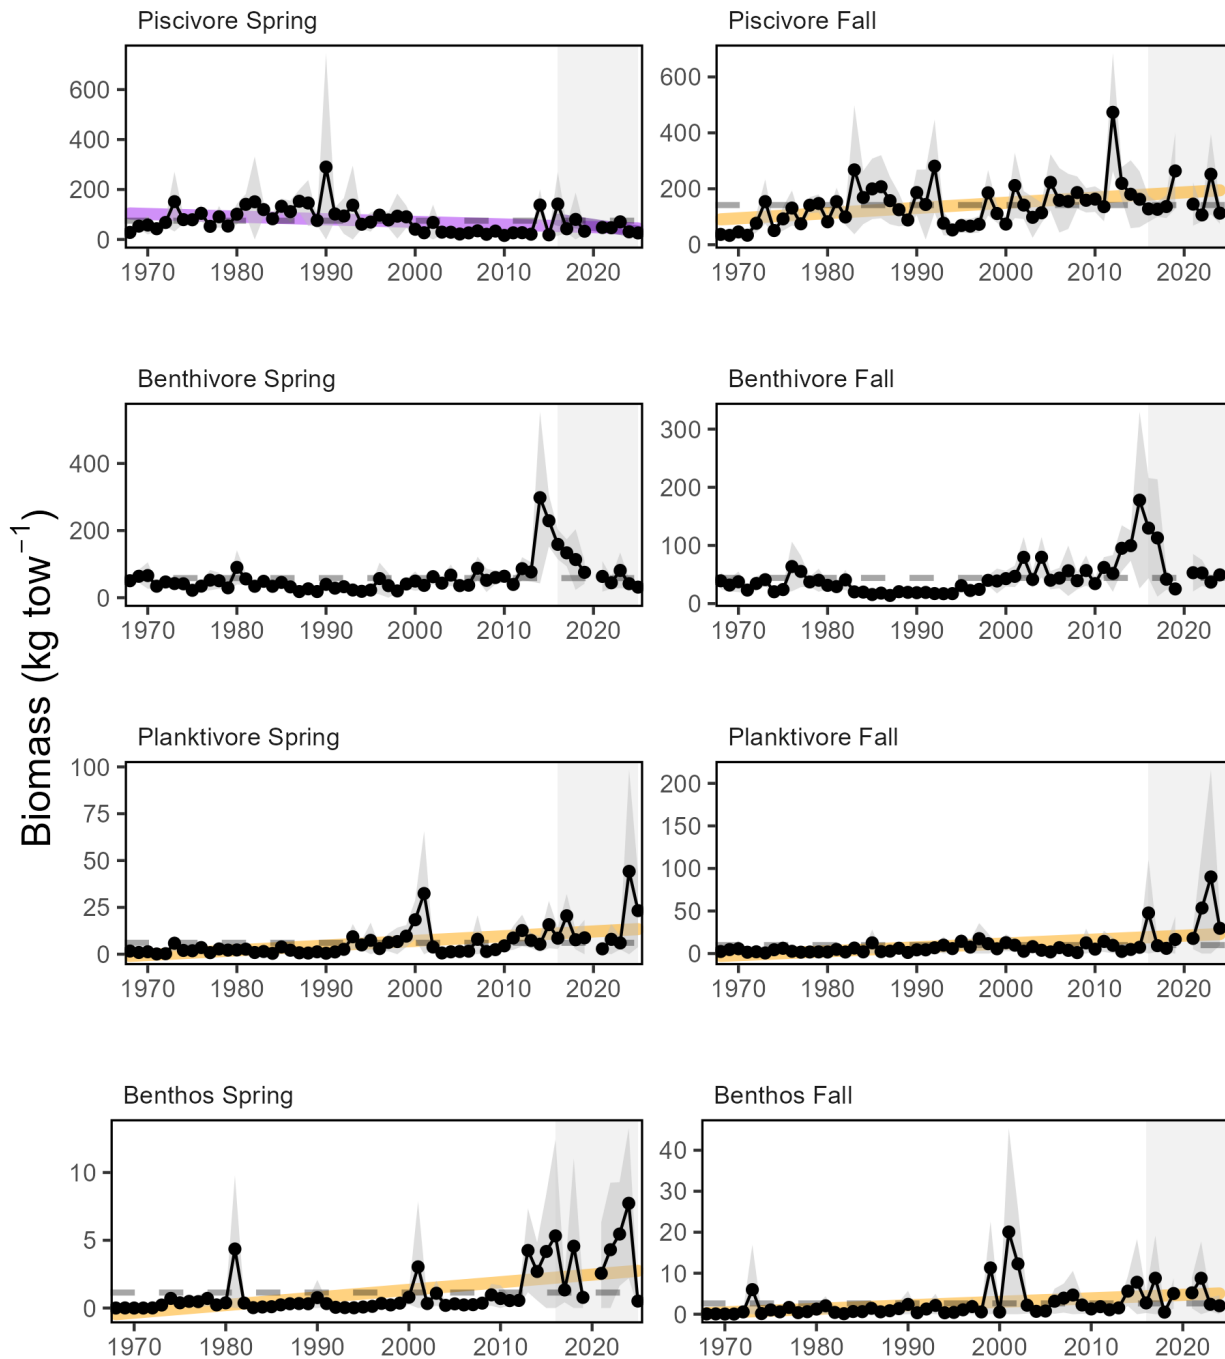 Piscivore Spring
Piscivore Fall
600
400
200
0
1970 1980 1990 2000 2010 2020
600
400
200
0
1970 1980 1990 2000 2010 2020
Benthivore Spring
Benthivore Fall
400
200
0
1970 1980 1990 2000 2010 2020
300
200
100
0
1970 1980 1990 2000 2010 2020
Biomass (kg tow⁻¹)
Planktivore Spring
Planktivore Fall
100
75
50
25
0
1970 1980 1990 2000 2010 2020
200
150
100
50
0
1970 1980 1990 2000 2010 2020
Benthos Spring
Benthos Fall
10
5
0
1970 1980 1990 2000 2010 2020
40
30
20
10
0
1970 1980 1990 2000 2010 2020